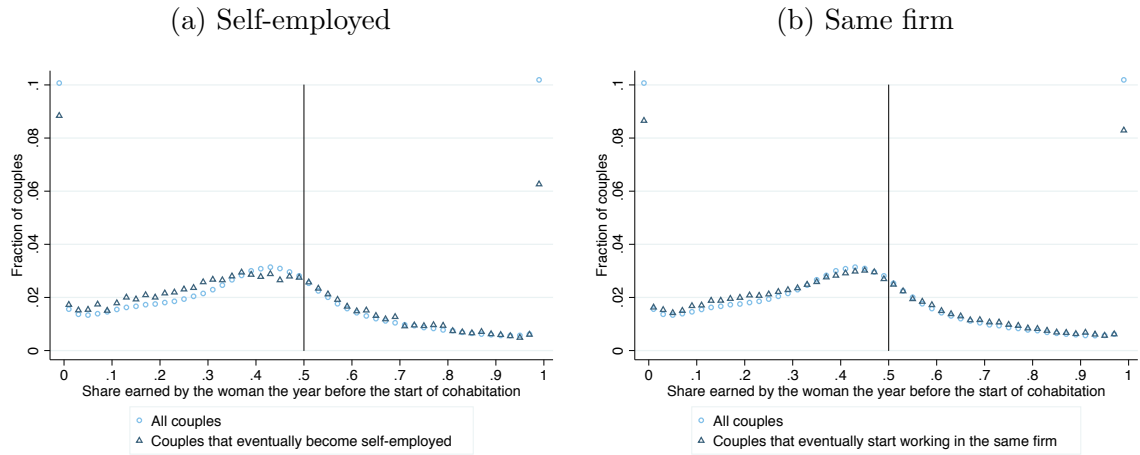 (a) Self-employed
Fraction of couples
.1
.08
.06
.04
.02
0
0 .1 .2 .3 .4 .5 .6 .7 .8 .9 1
Share earned by the woman the year before the start of cohabitation
All couples
Couples that eventually become self-employed
(b) Same firm
Fraction of couples
.1
.08
.06
.04
.02
0
0 .1 .2 .3 .4 .5 .6 .7 .8 .9 1
Share earned by the woman the year before the start of cohabitation
All couples
Couples that eventually start working in the same firm